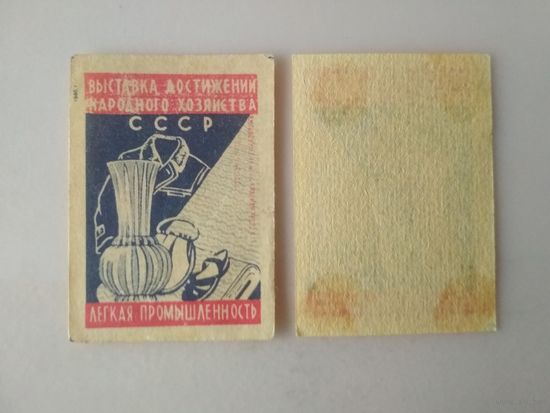 ВЫСТАВКА ДОСТИЖЕНИЙ
НАРОДНОГО ХОЗЯЙСТВА
СССР
ЛЕГКАЯ ПРОМЫШЛЕННОСТЬ